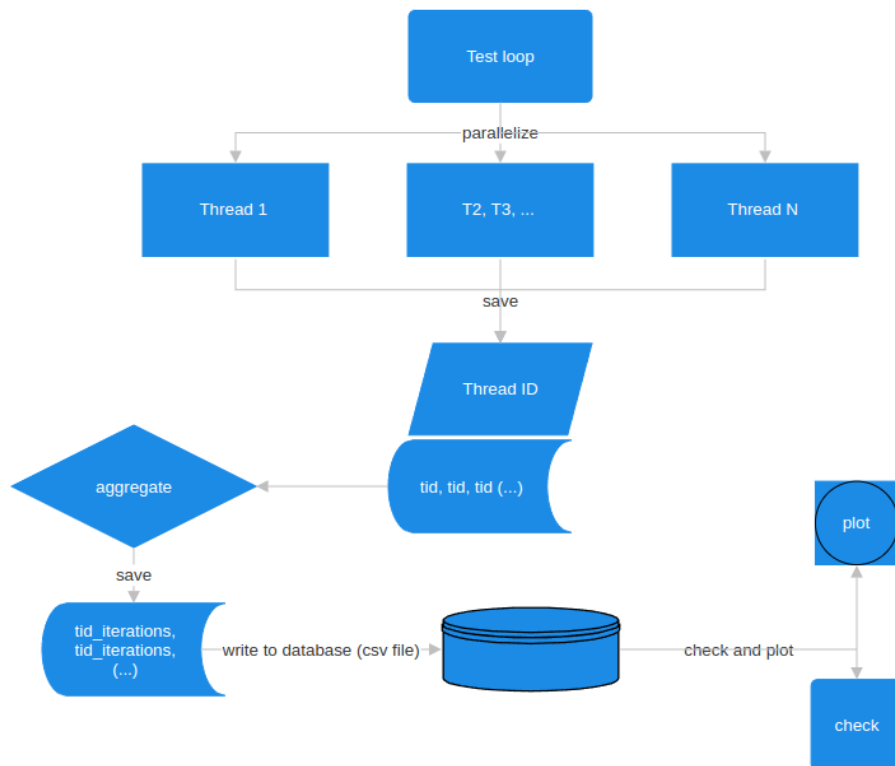 Test loop
parallelize
Thread 1
T2, T3, ...
Thread N
save
Thread ID
tid, tid, tid (...)
aggregate
plot
save
tid_iterations,
tid_iterations,
(...)
write to database (csv file)
check and plot
check